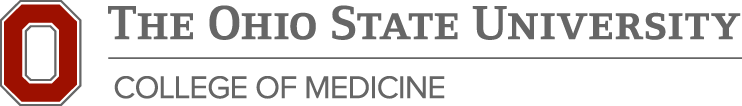 THE OHIO STATE UNIVERSITY
COLLEGE OF MEDICINE